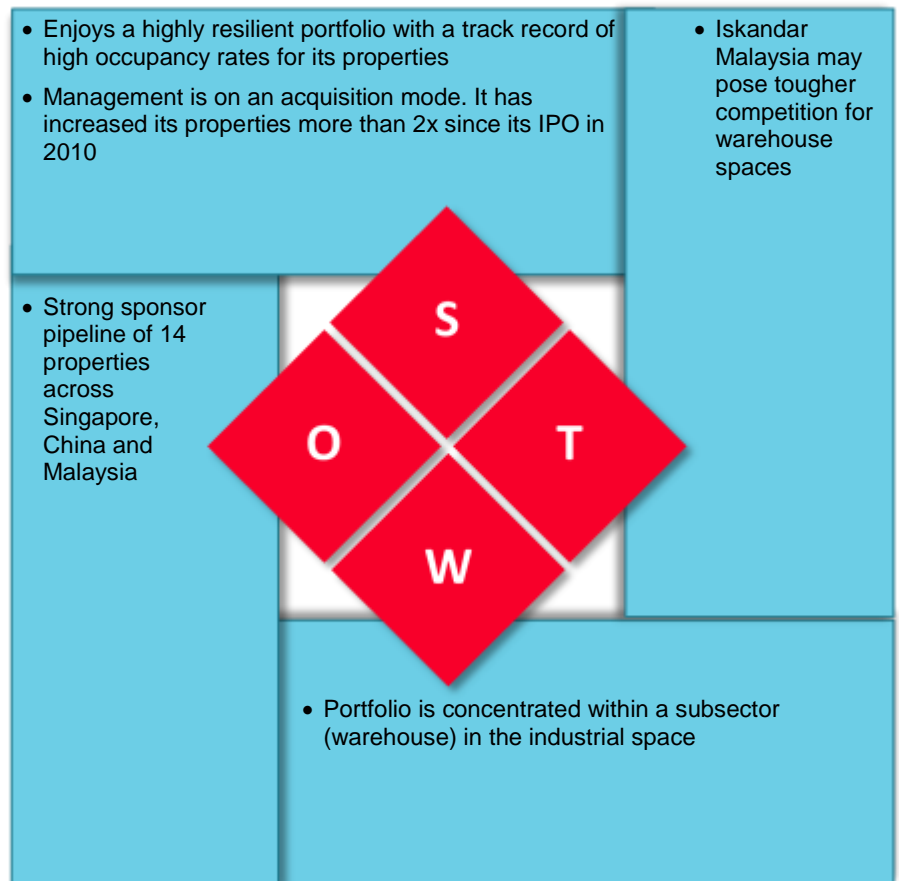 • Enjoys a highly resilient portfolio with a track record of
high occupancy rates for its properties
• Management is on an acquisition mode. It has
increased its properties more than 2x since its IPO in
2010
• Iskandar
Malaysia may
pose tougher
competition for
warehouse
spaces
• Strong sponsor
pipeline of 14
properties
across
Singapore,
China and
Malaysia
S
O
T
W
• Portfolio is concentrated within a subsector
(warehouse) in the industrial space